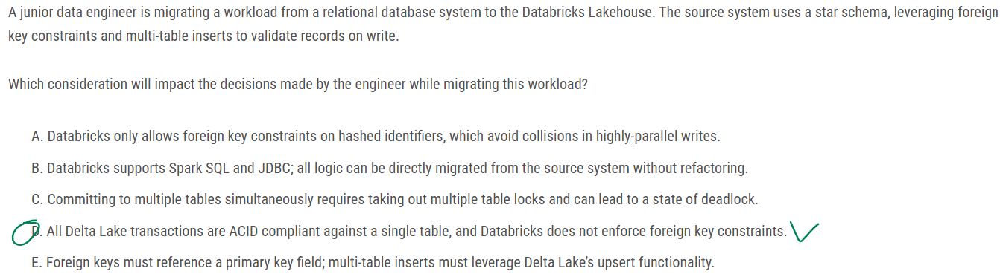 A junior data engineer is migrating a workload from a relational database system to the Databricks Lakehouse. The source system uses a star schema, leveraging foreign
key constraints and multi-table inserts to validate records on write.
Which consideration will impact the decisions made by the engineer while migrating this workload?
A. Databricks only allows foreign key constraints on hashed identifiers, which avoid collisions in highly-parallel writes.
B. Databricks supports Spark SQL and JDBC; all logic can be directly migrated from the source system without refactoring.
C. Committing to multiple tables simultaneously requires taking out multiple table locks and can lead to a state of deadlock.
D. All Delta Lake transactions are ACID compliant against a single table, and Databricks does not enforce foreign key constraints.
E. Foreign keys must reference a primary key field; multi-table inserts must leverage Delta Lake's upsert functionality.